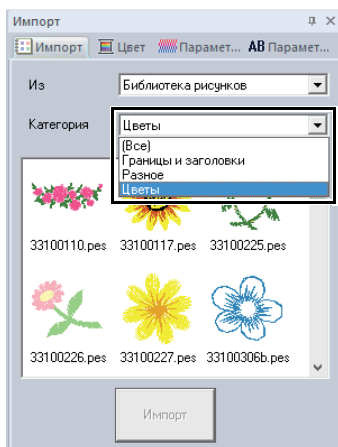 Импорт
Импорт Цвет Парамет... AB Парамет...
Из Библиотека рисунков
Категория Цветы
(Все)
Границы и заголовки
Разное
Цветы
33100110.pes 33100117.pes 33100225.pes
33100226.pes 33100227.pes 33100306b.pes
Импорт